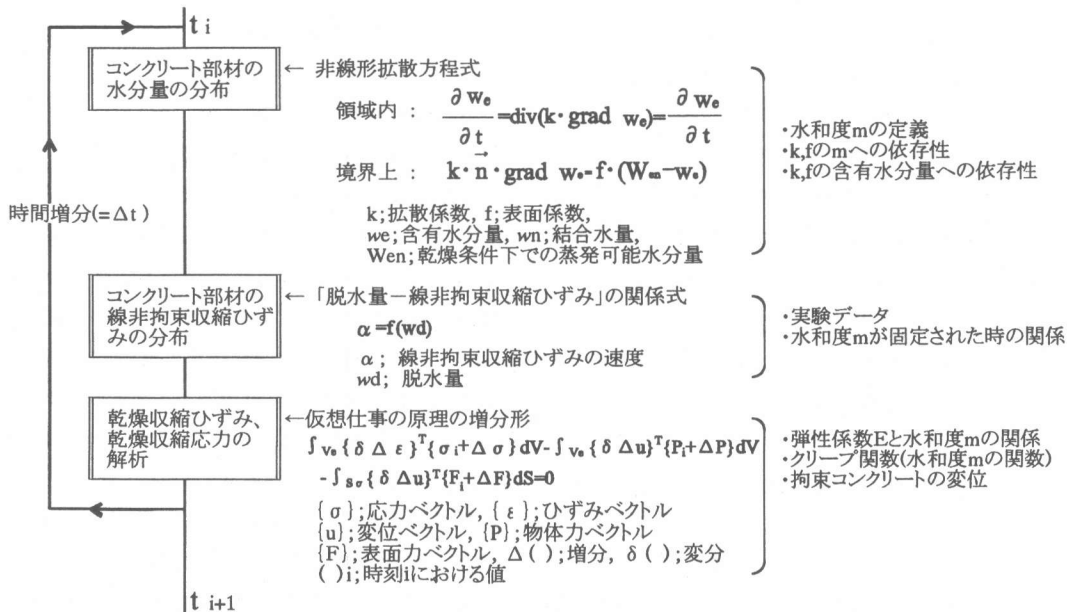 t i
コンクリート部材の
水分量の分布
← 非線形拡散方程式
領域内 : ∂we/∂t =div(k・grad we)= ∂we/∂t
境界上 : k・n→・grad we-f・(Wen-we)
k;拡散係数, f;表面係数,
we;含有水分量, wn;結合水量,
Wen;乾燥条件下での蒸発可能水分量
・水和度mの定義
・k,fのmへの依存性
・k,fの含有水分量への依存性
時間増分(=Δt)
コンクリート部材の
線非拘束収縮ひず
みの分布
← 「脱水量－線非拘束収縮ひずみ」の関係式
α=f(wd)
α; 線非拘束収縮ひずみの速度
wd; 脱水量
・実験データ
・水和度mが固定された時の関係
乾燥収縮ひずみ、
乾燥収縮応力の
解析
←仮想仕事の原理の増分形
∫Ve{δΔε}T{σi+Δσ}dV-∫Ve{δΔu}T{Pi+ΔP}dV
-∫Sσ{δΔu}T{Fi+ΔF}dS=0
{σ};応力ベクトル, {ε};ひずみベクトル
{u};変位ベクトル, {P};物体力ベクトル
{F};表面力ベクトル, Δ( );増分, δ( );変分
( )i;時刻iにおける値
・弾性係数Eと水和度mの関係
・クリープ関数(水和度mの関数)
・拘束コンクリートの変位
t i+1